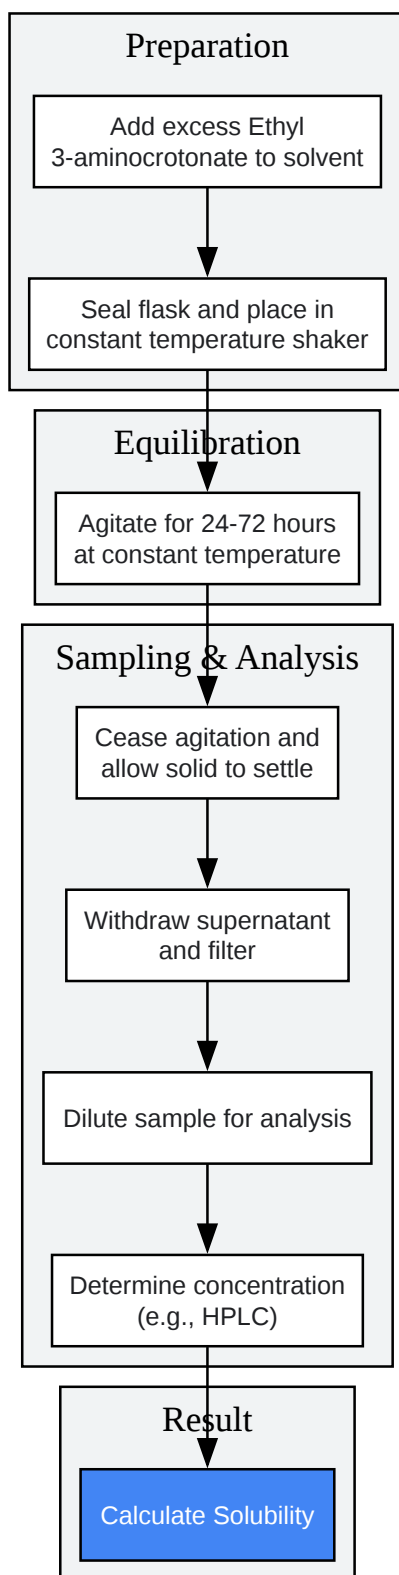 Preparation
Add excess Ethyl
3-aminocrotonate to solvent
Seal flask and place in
constant temperature shaker
Equilibration
Agitate for 24-72 hours
at constant temperature
Sampling & Analysis
Cease agitation and
allow solid to settle
Withdraw supernatant
and filter
Dilute sample for analysis
Determine concentration
(e.g., HPLC)
Result
Calculate Solubility